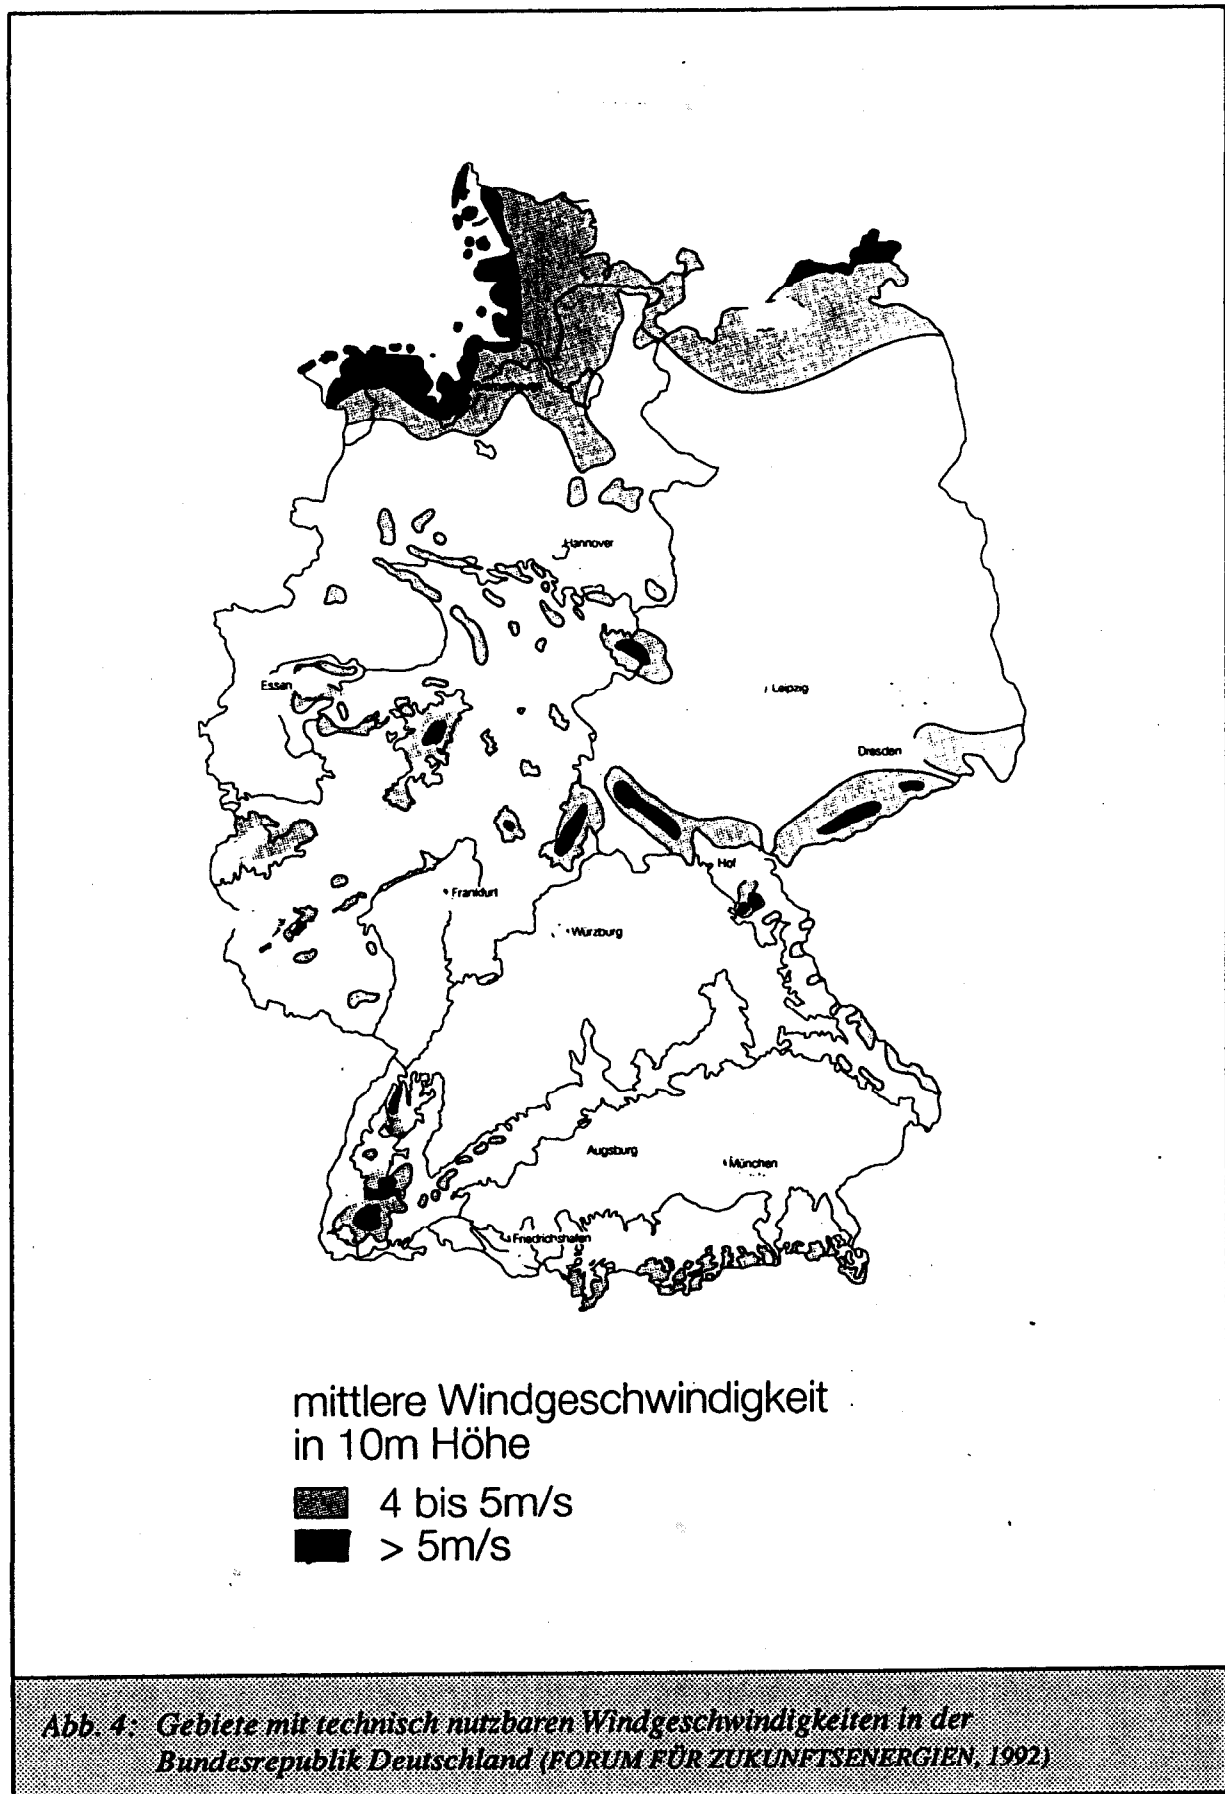 Hannover
Essen
Leipzig
Dresden
Hof
Frankfurt
Würzburg
Augsburg
München
Friedrichshafen
mittlere Windgeschwindigkeit
in 10m Höhe
4 bis 5m/s
> 5m/s
Abb. 4: Gebiete mit technisch nutzbaren Windgeschwindigkeiten in der
Bundesrepublik Deutschland (FORUM FÜR ZUKUNFTSENERGIEN, 1992)